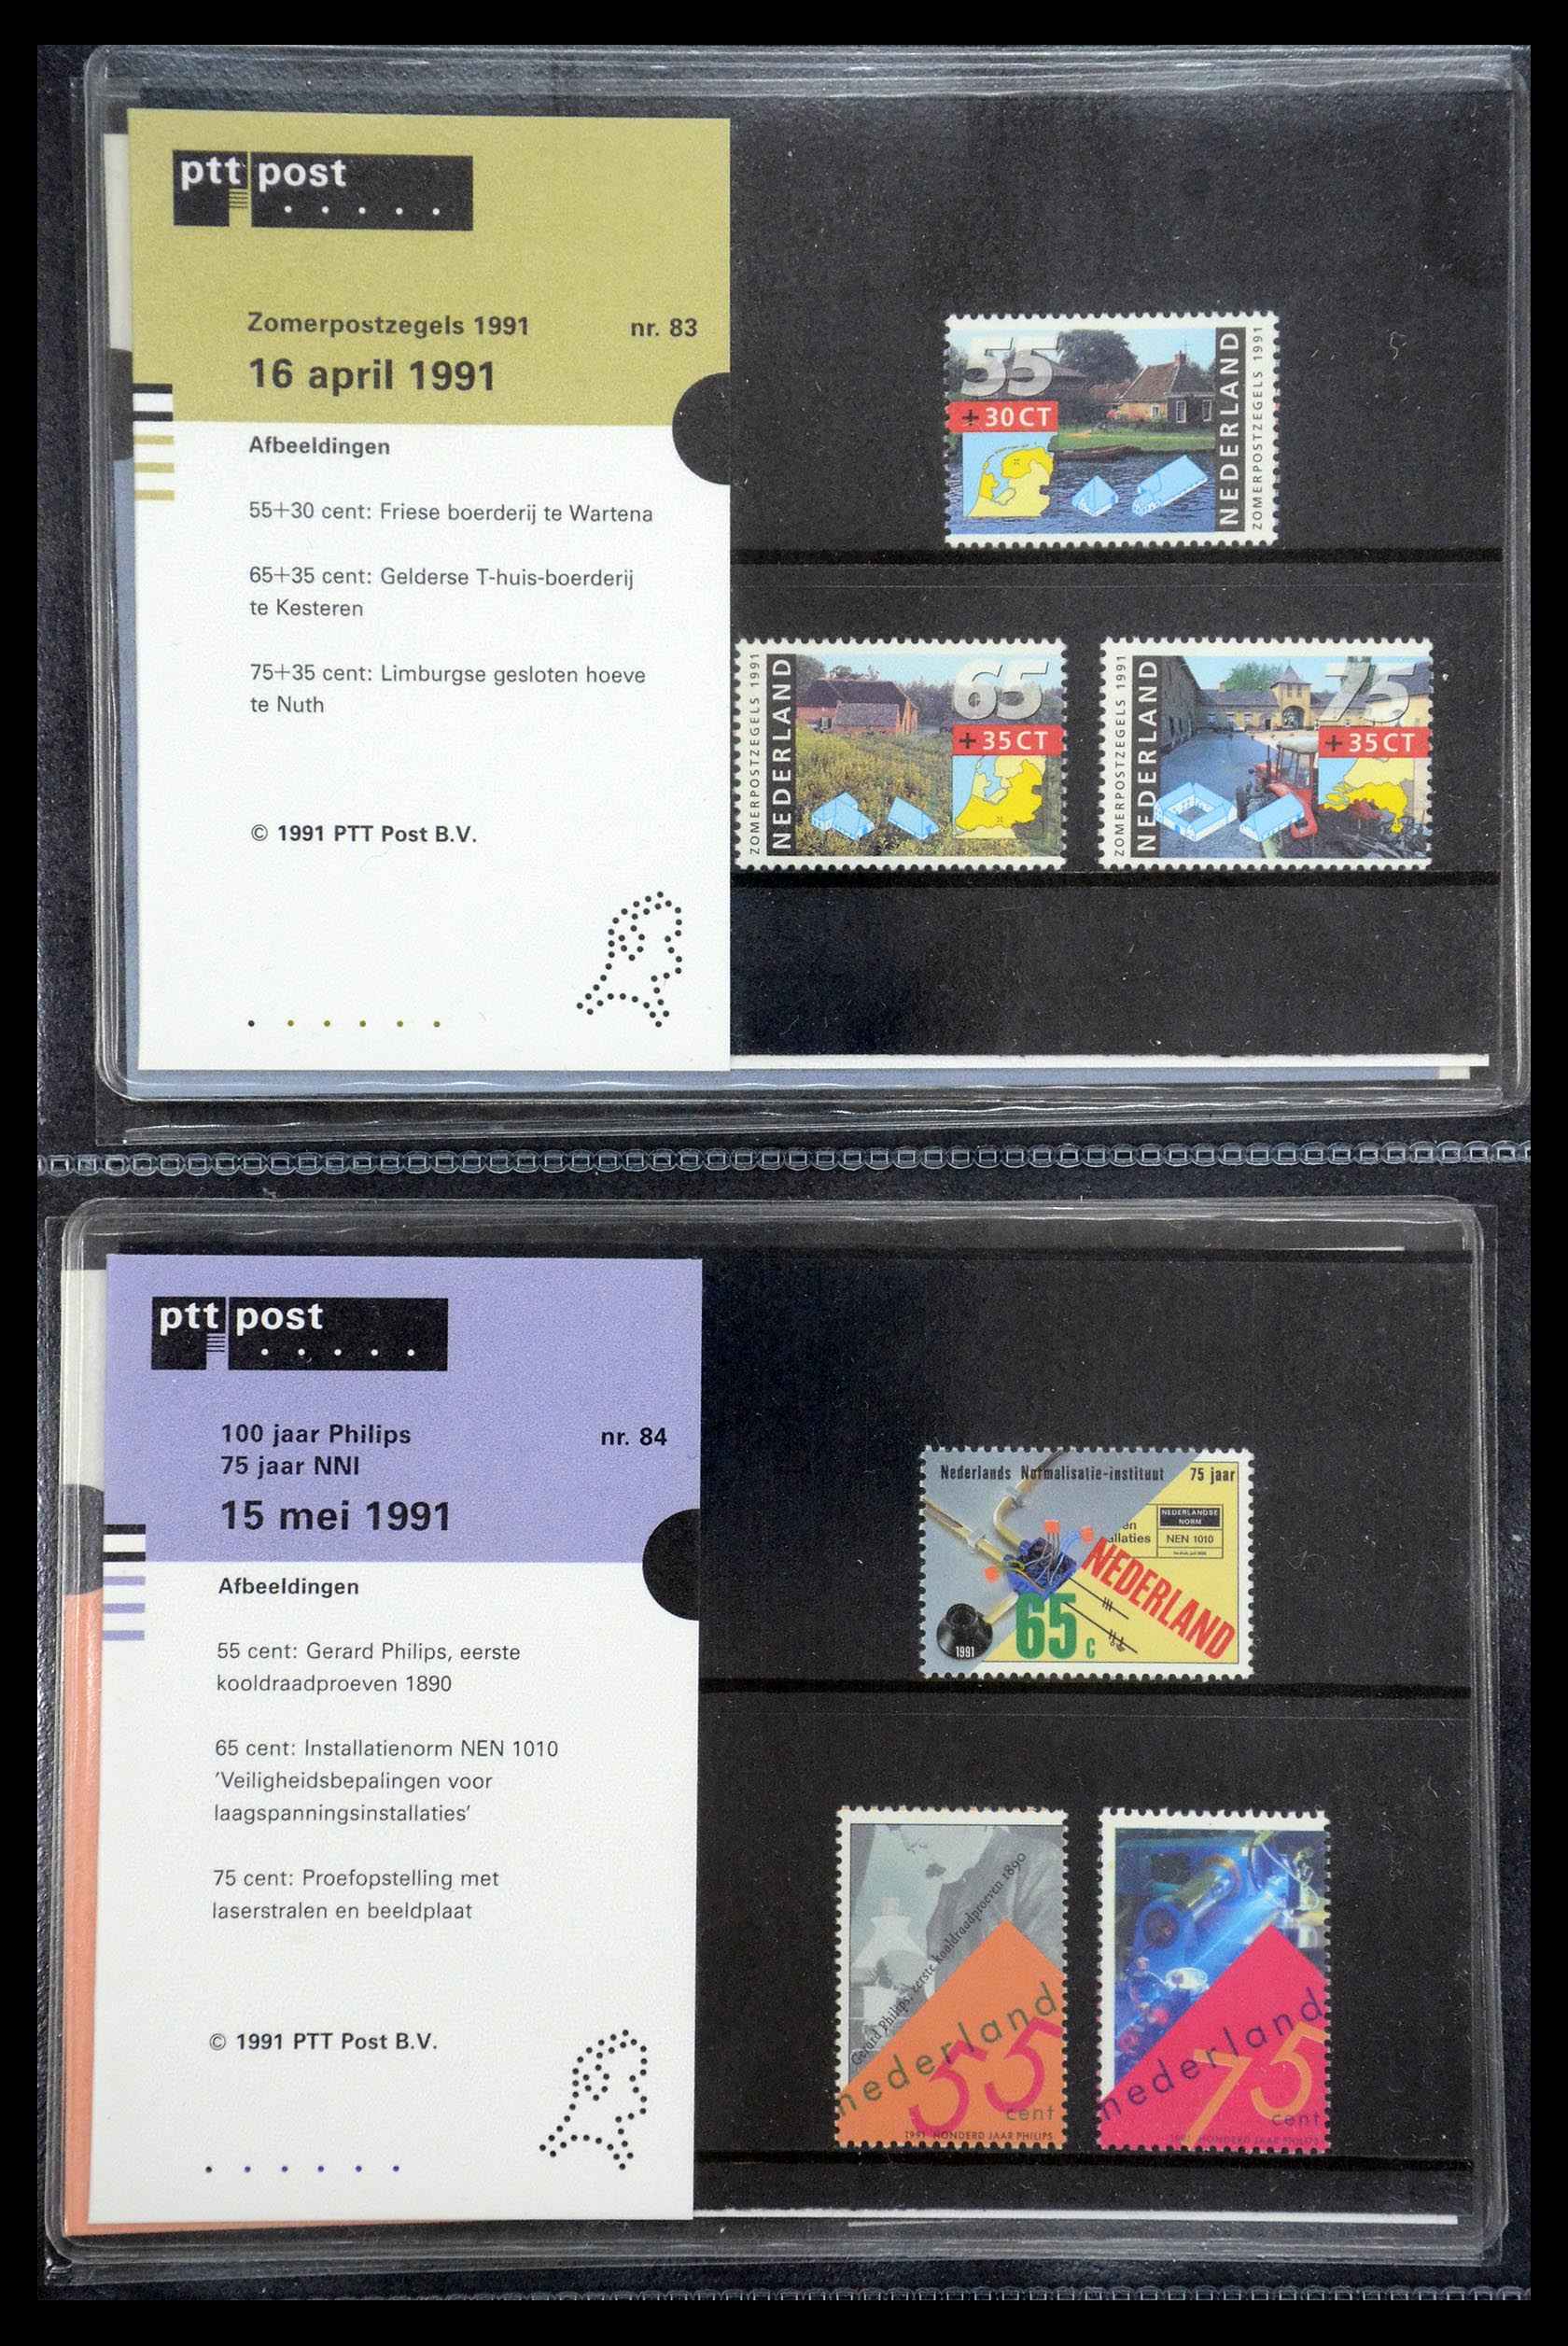 ptt post
Zomerpostzegels 1991 nr. 83
16 april 1991
Afbeeldingen
55+30 cent: Friese boerderij te Wartena
65+35 cent: Gelderse T-huis-boerderij
te Kesteren
75+35 cent: Limburgse gesloten hoeve
te Nuth
© 1991 PTT Post B.V.
55
+30 CT
NEDERLAND
ZOMERPOSTZEGELS 1991
ZOMERPOSTZEGELS 1991
NEDERLAND
65
+35 CT
ZOMERPOSTZEGELS 1991
NEDERLAND
75
+35 CT
ptt post
100 jaar Philips nr. 84
75 jaar NNI
15 mei 1991
Afbeeldingen
55 cent: Gerard Philips, eerste
kooldraadproeven 1890
65 cent: Installatienorm NEN 1010
'Veiligheidsbepalingen voor
laagspanningsinstallaties'
75 cent: Proefopstelling met
laserstralen en beeldplaat
© 1991 PTT Post B.V.
Nederlands Normalisatie-instituut 75 jaar
NEDERLANDSE
NORM
en
allaties
NEN 1010
NEDERLAND
65 c
1991
Gerard Philips, eerste kooldraadproeven 1890
nederland
55
cent
1991 HONDERD JAAR PHILIPS
nederland
75
cent
1991 HONDERD JAAR PHILIPS